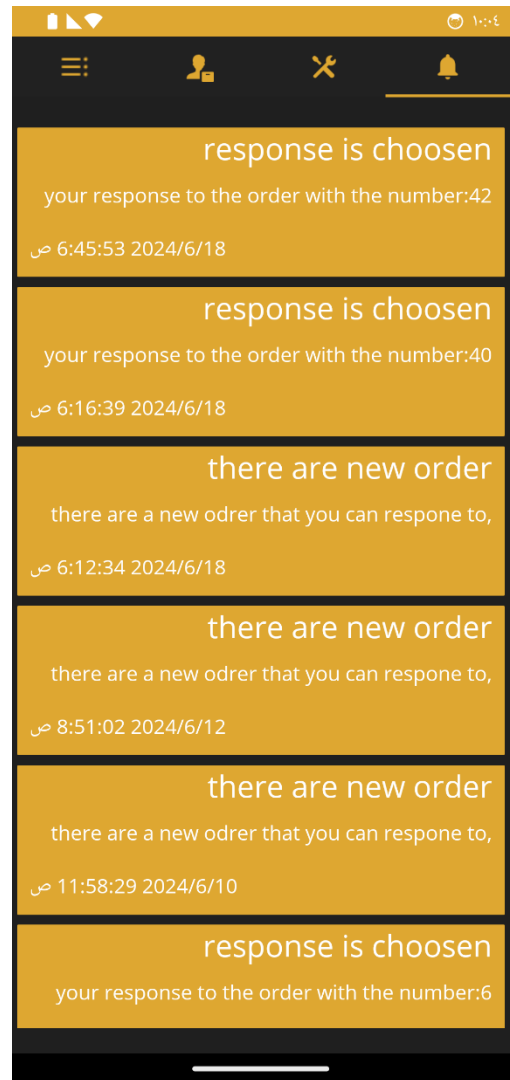 ١٠:٠٤
response is choosen
your response to the order with the number:42
6:45:53 2024/6/18 ص
response is choosen
your response to the order with the number:40
6:16:39 2024/6/18 ص
there are new order
there are a new odrer that you can respone to,
6:12:34 2024/6/18 ص
there are new order
there are a new odrer that you can respone to,
8:51:02 2024/6/12 ص
there are new order
there are a new odrer that you can respone to,
11:58:29 2024/6/10 ص
response is choosen
your response to the order with the number:6